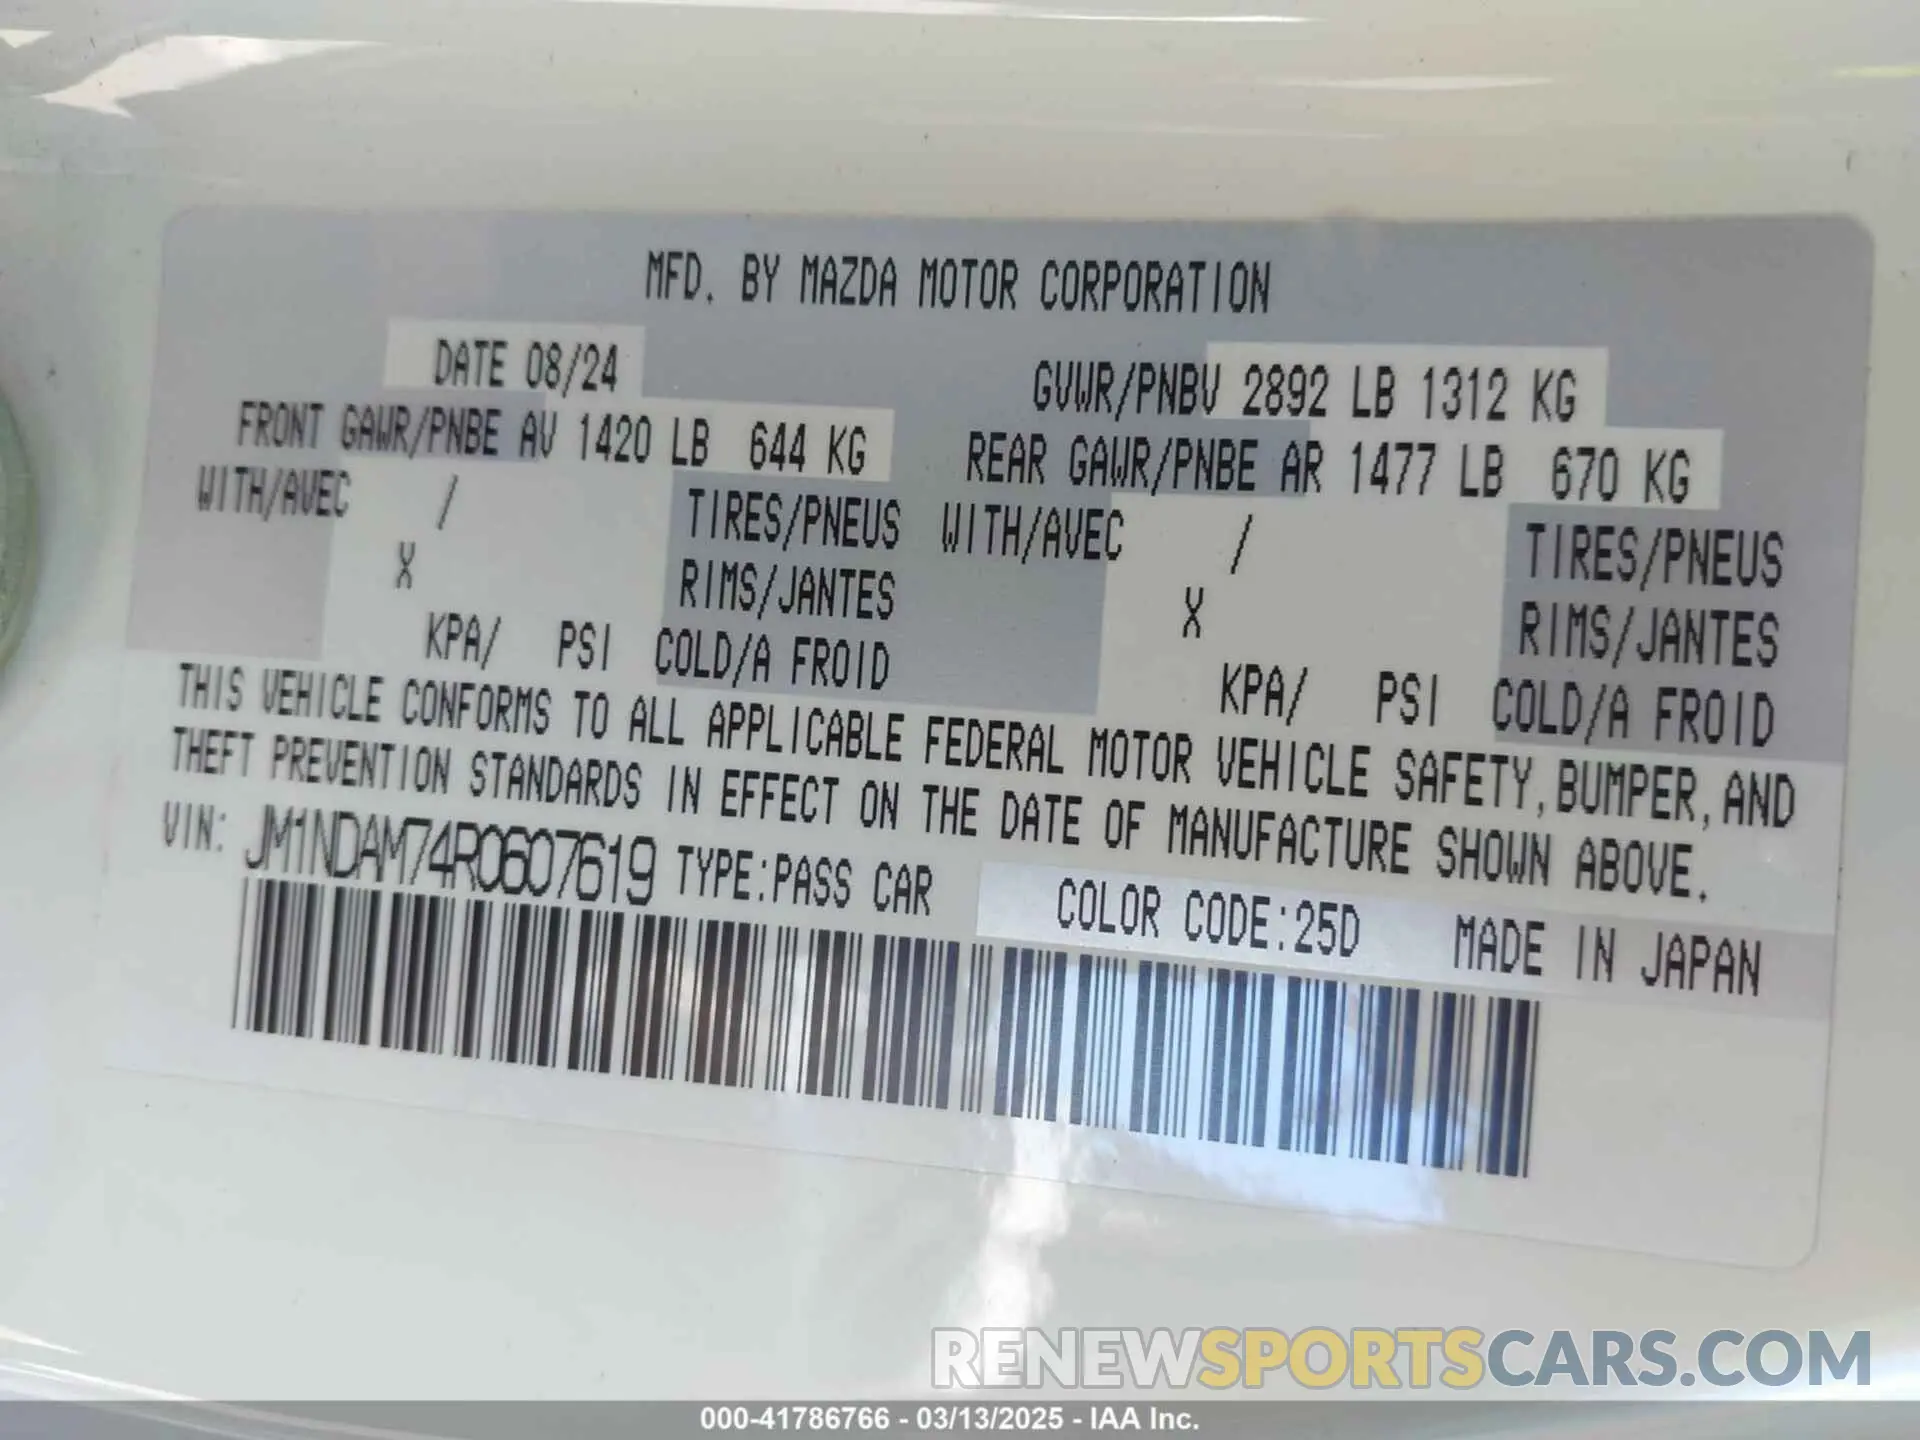 MFD. BY MAZDA MOTOR CORPORATION
DATE 08/24 GVWR/PNBV 2892 LB 1312 KG
FRONT GAWR/PNBE AV 1420 LB 644 KG REAR GAWR/PNBE AR 1477 LB 670 KG
WITH/AVEC / TIRES/PNEUS WITH/AVEC / TIRES/PNEUS
X RIMS/JANTES X RIMS/JANTES
KPA/ PSI COLD/A FROID KPA/ PSI COLD/A FROID
THIS VEHICLE CONFORMS TO ALL APPLICABLE FEDERAL MOTOR VEHICLE SAFETY, BUMPER, AND
THEFT PREVENTION STANDARDS IN EFFECT ON THE DATE OF MANUFACTURE SHOWN ABOVE.
VIN: JM1NDAM74R0607619 TYPE:PASS CAR COLOR CODE:25D MADE IN JAPAN
RENEWSPORTSCARS.COM
000-41786766 - 03/13/2025 - IAA Inc.